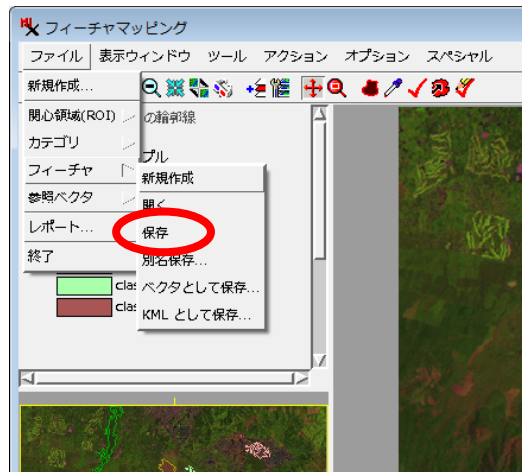 フィーチャマッピング
ファイル 表示ウィンドウ ツール アクション オプション スペシャル
新規作成...
関心領域(ROI)
の輪郭線
カテゴリ
プル
フィーチャ
新規作成
参照ベクタ
開く
レポート...
保存
終了
別名保存...
clas
ベクタとして保存...
clas
KML として保存...